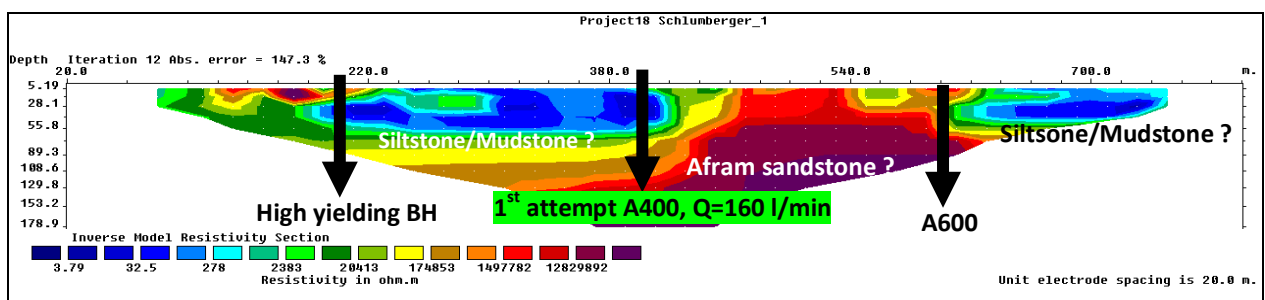 Project18 Schlumberger_1
Depth Iteration 12 Abs. error = 147.3 %
20.0 220.0 380.0 540.0 700.0 m.
5.19
28.1
55.8
Siltstone/Mudstone ?
Siltsone/Mudstone ?
89.3
108.6
Afram sandstone ?
129.8
153.2
178.9
High yielding BH
1st attempt A400, Q=160 l/min
A600
Inverse Model Resistivity Section
3.79 32.5 278 2383 20413 174853 1497782 12829892
Resistivity in ohm.m
Unit electrode spacing is 20.0 m.